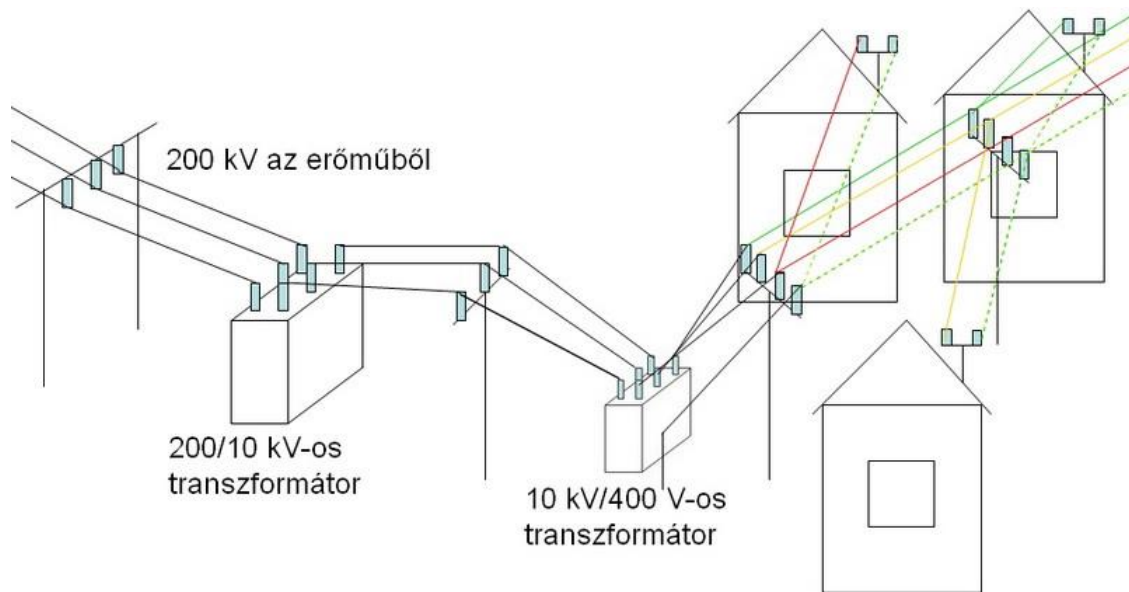 200 kV az erőműből
200/10 kV-os
transzformátor
10 kV/400 V-os
transzformátor